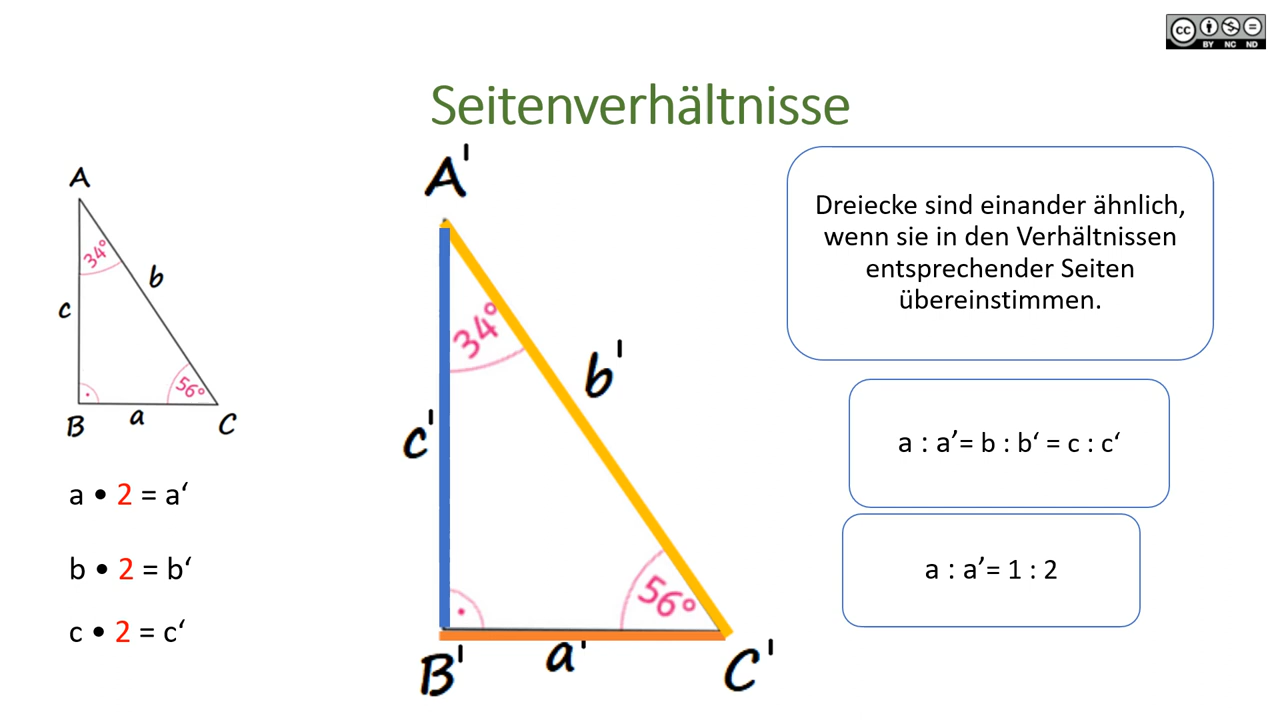 cc
BY NC ND
Seitenverhältnisse
A
34°
b
c
56°
B
a
C
a • 2 = a‘
b • 2 = b‘
c • 2 = c‘
A'
34°
b'
c'
56°
B'
a'
C'
Dreiecke sind einander ähnlich,
wenn sie in den Verhältnissen
entsprechender Seiten
übereinstimmen.
a : a’= b : b‘ = c : c‘
a : a’= 1 : 2